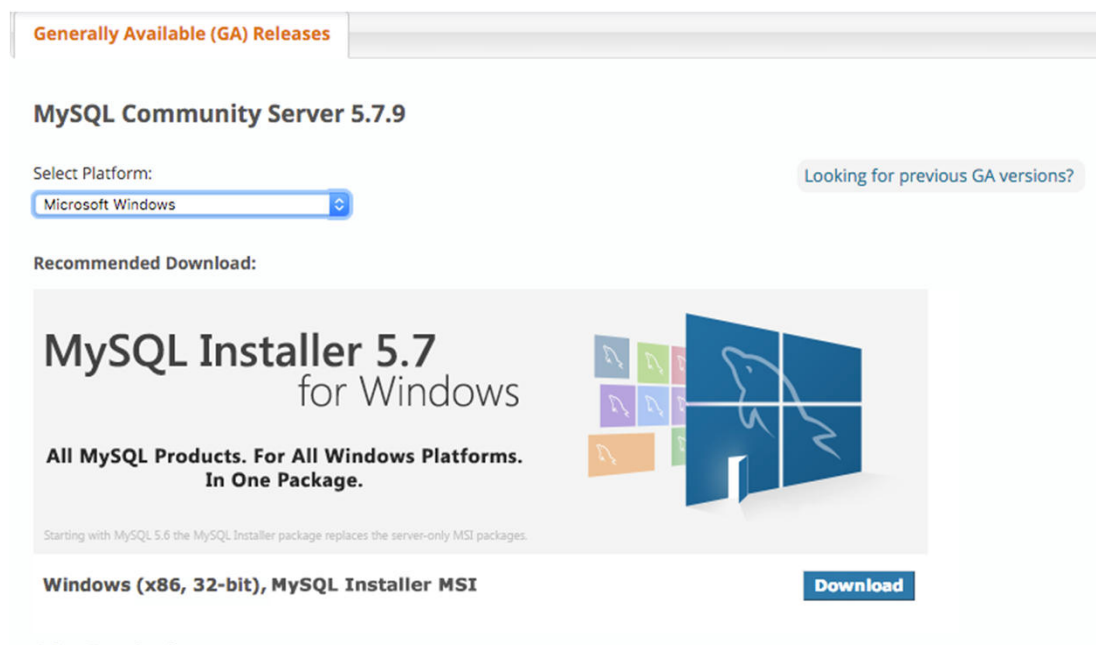 Generally Available (GA) Releases
MySQL Community Server 5.7.9
Select Platform:
Looking for previous GA versions?
Microsoft Windows
Recommended Download:
MySQL Installer 5.7
for Windows
All MySQL Products. For All Windows Platforms.
In One Package.
Starting with MySQL 5.6 the MySQL Installer package replaces the server-only MSI packages.
Windows (x86, 32-bit), MySQL Installer MSI
Download